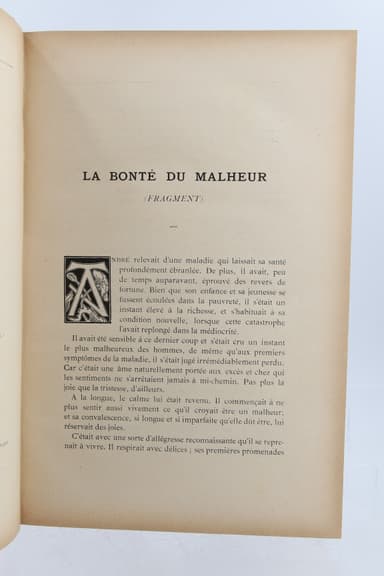 LA BONTÉ DU MALHEUR
(FRAGMENT)
ANDRÉ relevait d'une maladie qui laissait sa santé
profondément ébranlée. De plus, il avait, peu
de temps auparavant, éprouvé des revers de
fortune. Bien que son enfance et sa jeunesse se
fussent écoulées dans la pauvreté, il s'était un
instant élevé à la richesse, et s'habituait à sa
condition nouvelle, lorsque cette catastrophe
l'avait replongé dans la médiocrité.
Il avait été sensible à ce dernier coup et s'était cru un instant
le plus malheureux des hommes, de même qu'aux premiers
symptômes de la maladie, il s'était jugé irrémédiablement perdu.
Car c'était une âme naturellement portée aux excès et chez qui
les sentiments ne s'arrêtaient jamais à mi-chemin. Pas plus la
joie que la tristesse, d'ailleurs.
A la longue, le calme lui était revenu. Il commençait à ne
plus sentir aussi vivement ce qu'il croyait être un malheur;
et sa convalescence, si longue et si imparfaite qu'elle dût être, lui
réservait des joies.
C'était avec une sorte d'allégresse reconnaissante qu'il se repre-
nait à vivre. Il respirait avec délices; ses premières promenades